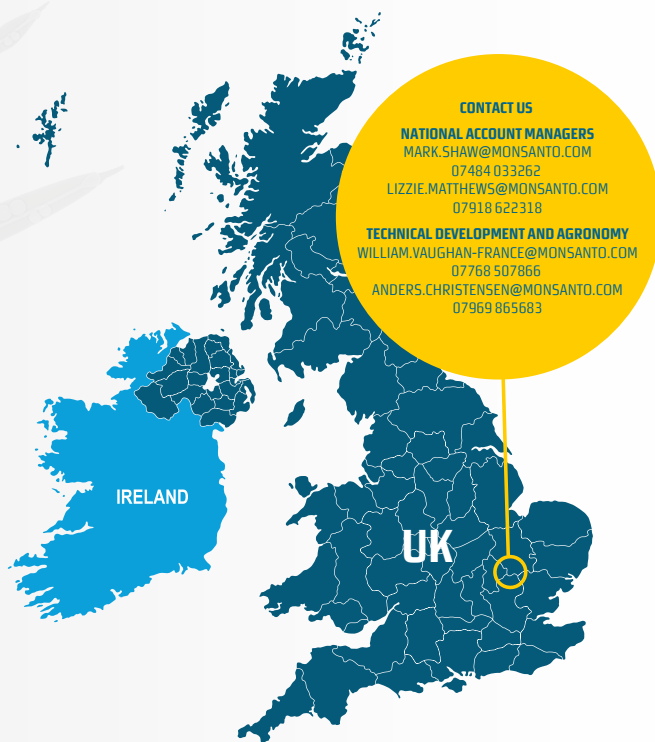 CONTACT US
NATIONAL ACCOUNT MANAGERS
MARK.SHAW@MONSANTO.COM
07484 033262
LIZZIE.MATTHEWS@MONSANTO.COM
07918 622318
TECHNICAL DEVELOPMENT AND AGRONOMY
WILLIAM.VAUGHAN-FRANCE@MONSANTO.COM
07768 507866
ANDERS.CHRISTENSEN@MONSANTO.COM
07969 865683
IRELAND
UK